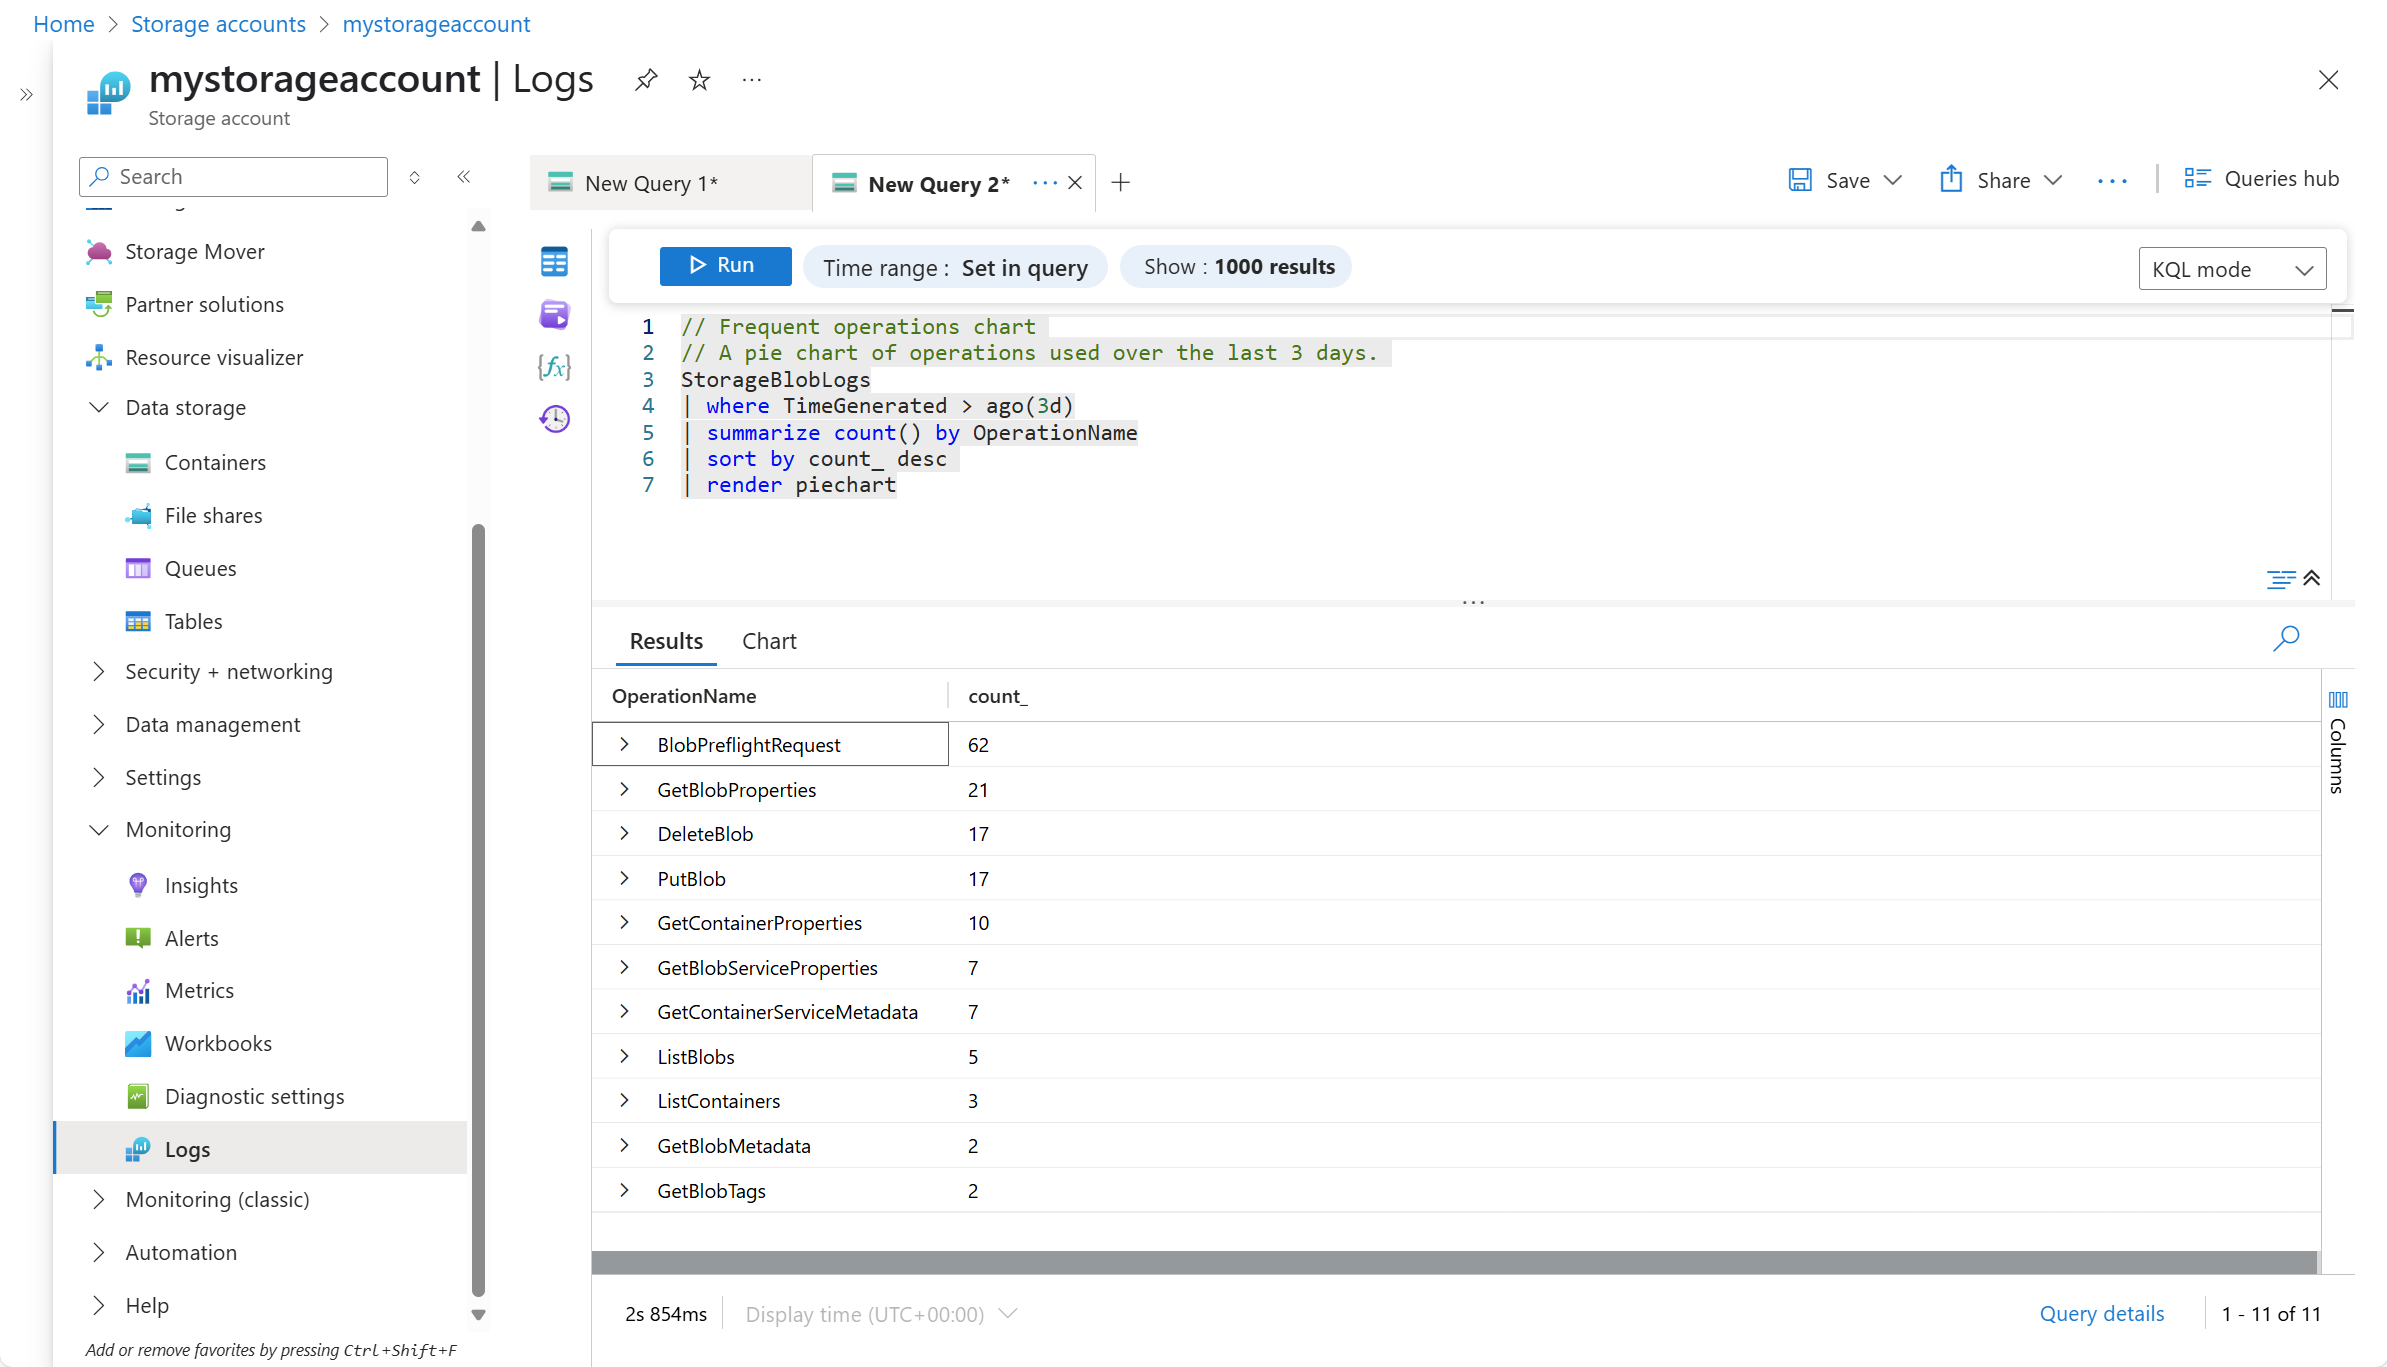 Home > Storage accounts > mystorageaccount
mystorageaccount | Logs
Storage account
Search
Storage Mover
Partner solutions
Resource visualizer
Data storage
Containers
File shares
Queues
Tables
Security + networking
Data management
Settings
Monitoring
Insights
Alerts
Metrics
Workbooks
Diagnostic settings
Logs
Monitoring (classic)
Automation
Help
Add or remove favorites by pressing Ctrl+Shift+F
New Query 1*
New Query 2*
Save
Share
Queries hub
Run
Time range : Set in query
Show : 1000 results
KQL mode
1 // Frequent operations chart
2 // A pie chart of operations used over the last 3 days.
3 StorageBlobLogs
4 | where TimeGenerated > ago(3d)
5 | summarize count() by OperationName
6 | sort by count_ desc
7 | render piechart
Results Chart
OperationName count_
BlobPreflightRequest 62
GetBlobProperties 21
DeleteBlob 17
PutBlob 17
GetContainerProperties 10
GetBlobServiceProperties 7
GetContainerServiceMetadata 7
ListBlobs 5
ListContainers 3
GetBlobMetadata 2
GetBlobTags 2
Columns
2s 854ms
Display time (UTC+00:00)
Query details
1 - 11 of 11